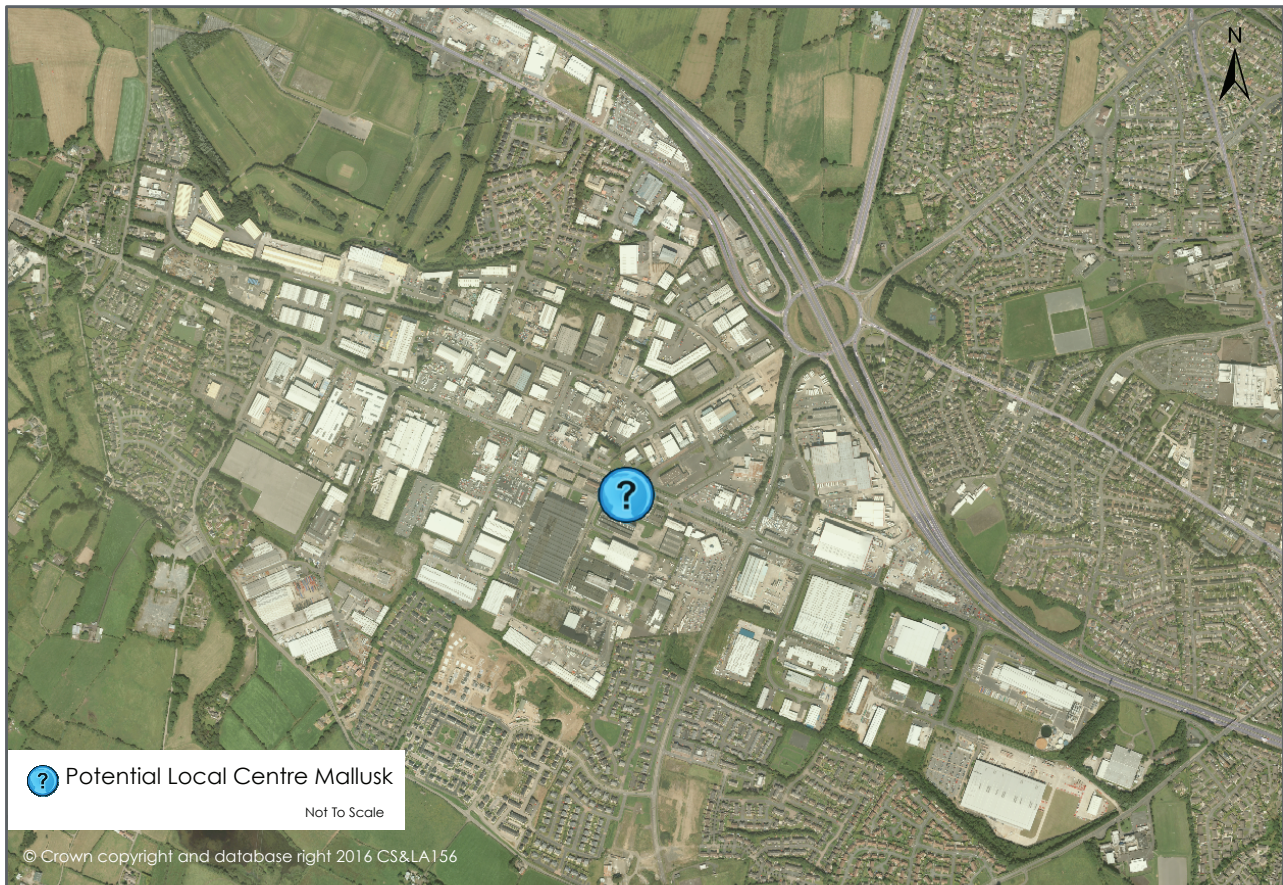 N
?
? Potential Local Centre Mallusk
Not To Scale
© Crown copyright and database right 2016 CS&LA156